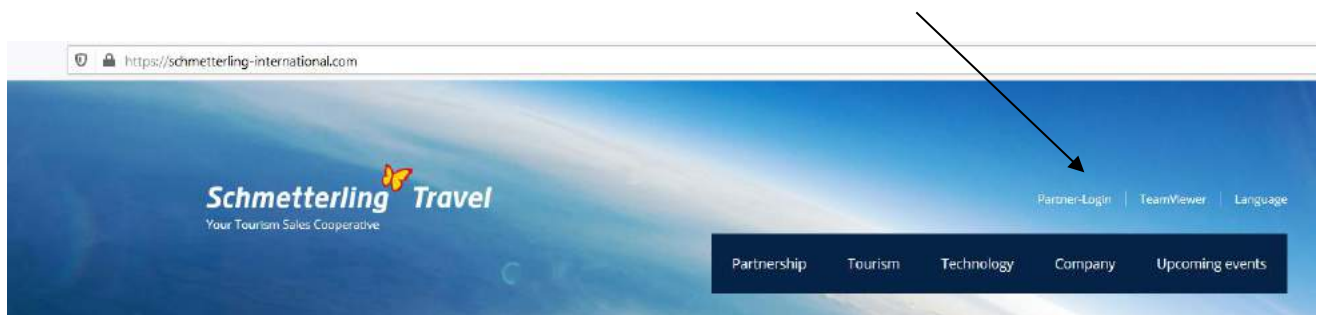 https://schmetterling-international.com
Schmetterling Travel
Your Tourism Sales Cooperative
Partner-Login | TeamViewer | Language
Partnership Tourism Technology Company Upcoming events